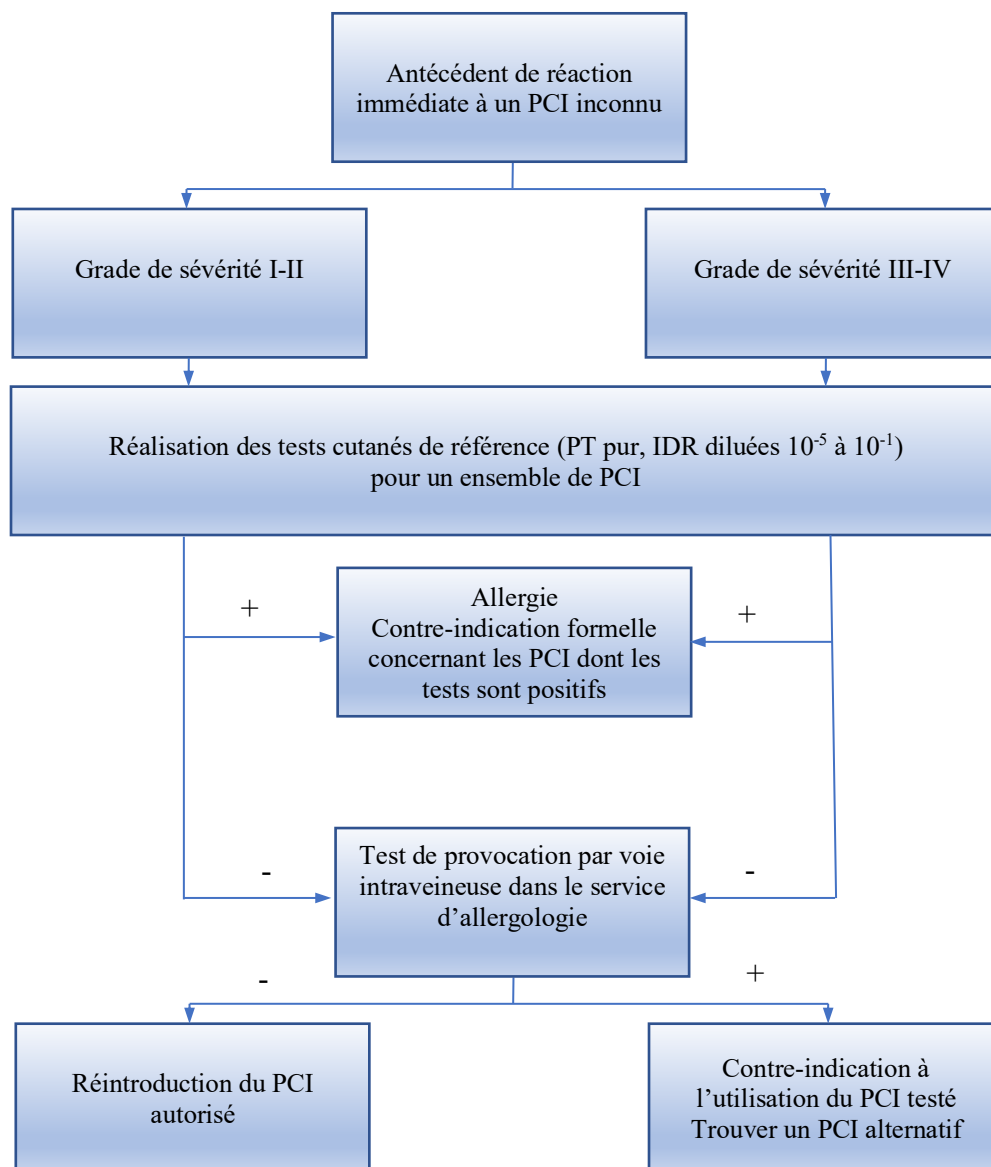 Antécédent de réaction
immédiate à un PCI inconnu
Grade de sévérité I-II
Grade de sévérité III-IV
Réalisation des tests cutanés de référence (PT pur, IDR diluées 10⁻⁵ à 10⁻¹)
pour un ensemble de PCI
+
Allergie
Contre-indication formelle
concernant les PCI dont les
tests sont positifs
+
-
Test de provocation par voie
intraveineuse dans le service
d’allergologie
-
-
+
Réintroduction du PCI
autorisé
Contre-indication à
l’utilisation du PCI testé
Trouver un PCI alternatif